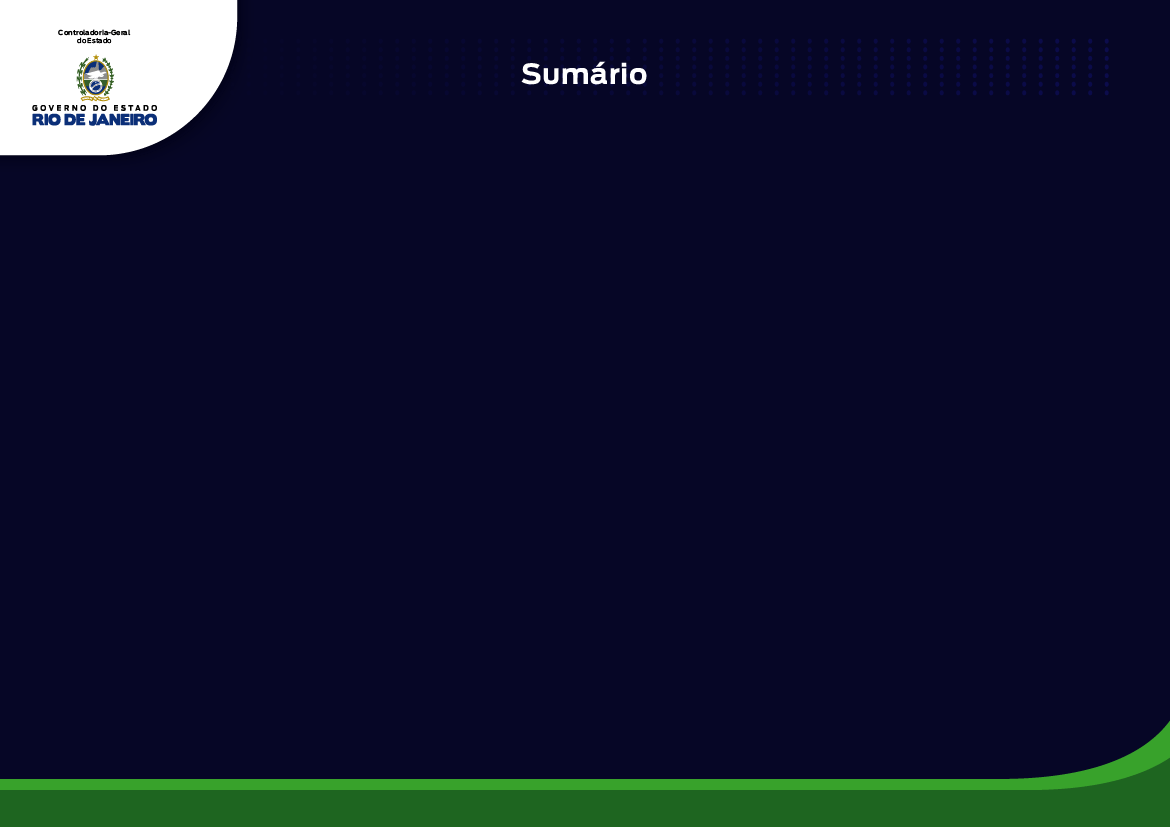 Controladoria-Geral
do Estado
GOVERNO DO ESTADO
RIO DE JANEIRO
Sumário